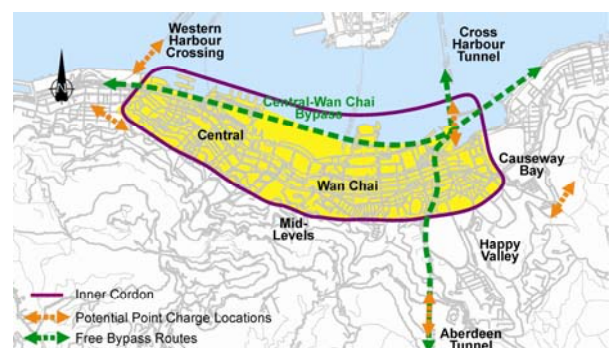 Western
Harbour
Crossing
Cross
Harbour
Tunnel
N
Central-Wan Chai
Bypass
Central
Wan Chai
Causeway
Bay
Mid-
Levels
Happy
Valley
Inner Cordon
Potential Point Charge Locations
Free Bypass Routes
Aberdeen
Tunnel